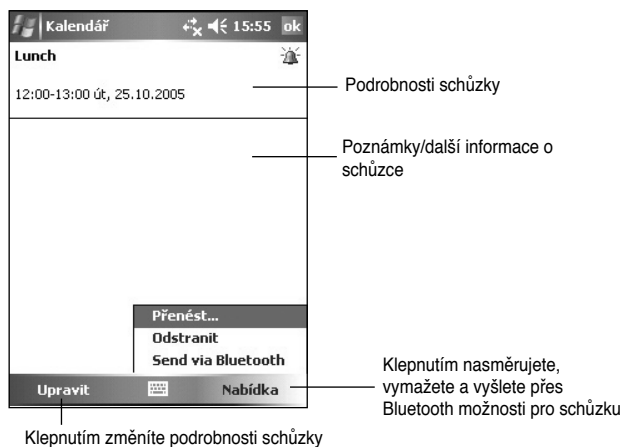 Kalendář 15:55 ok
Lunch
12:00-13:00 út, 25.10.2005
Podrobnosti schůzky
Poznámky/další informace o
schůzce
Přenést...
Odstranit
Send via Bluetooth
Upravit Nabídka
Klepnutím nasměrujete,
vymažete a vyšlete přes
Bluetooth možnosti pro schůzku
Klepnutím změníte podrobnosti schůzky